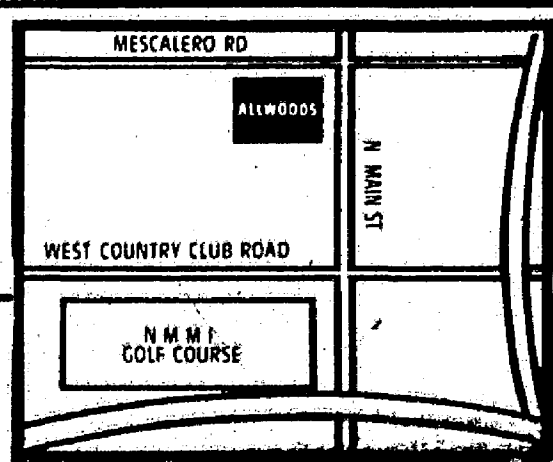 MESCALERO RD
ALLWOODS
N MAIN ST
WEST COUNTRY CLUB ROAD
N M M I
GOLF COURSE